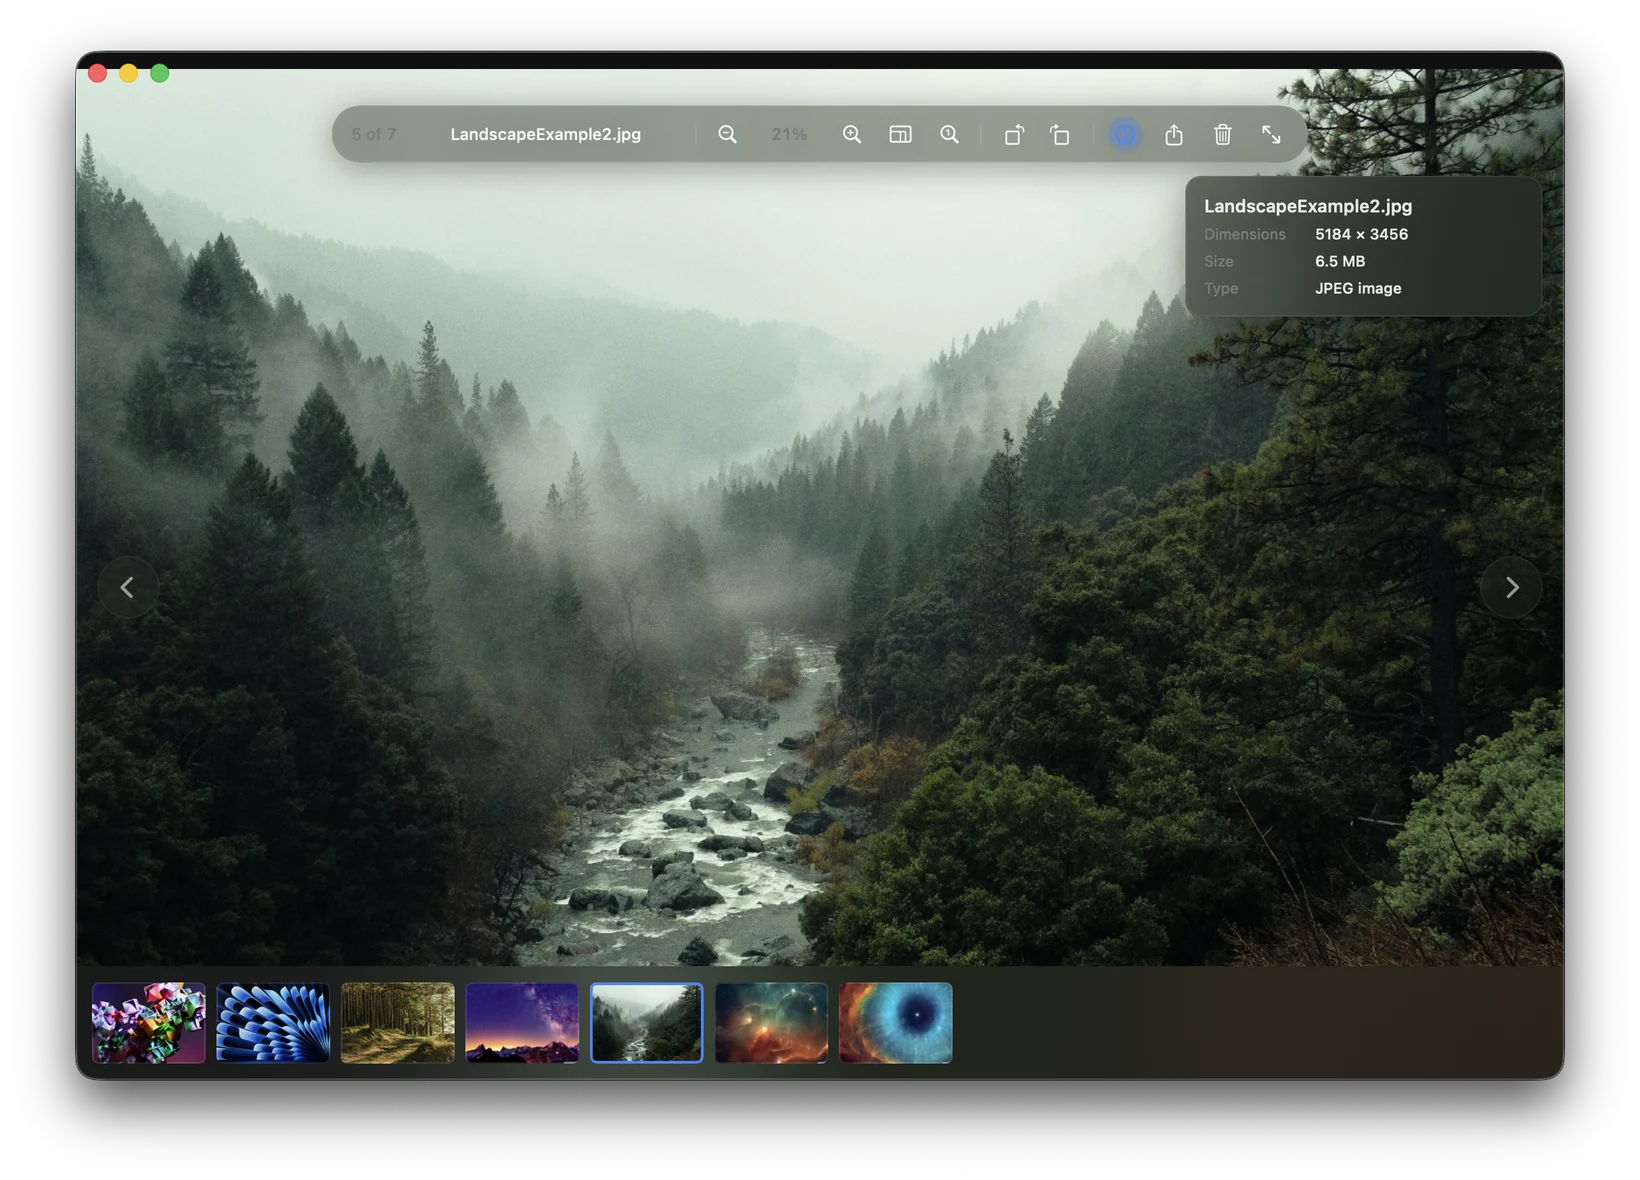 5 of 7 LandscapeExample2.jpg 21%
LandscapeExample2.jpg
Dimensions 5184 × 3456
Size 6.5 MB
Type JPEG image